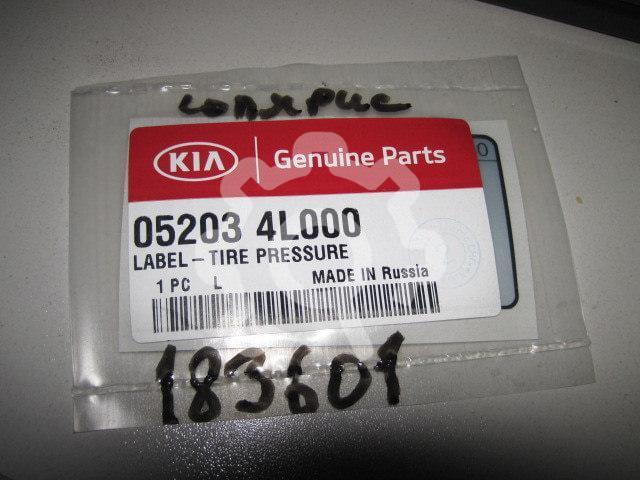 солярис
KIA Genuine Parts
05203 4L000
LABEL – TIRE PRESSURE
1 PC L MADE IN Russia
183601